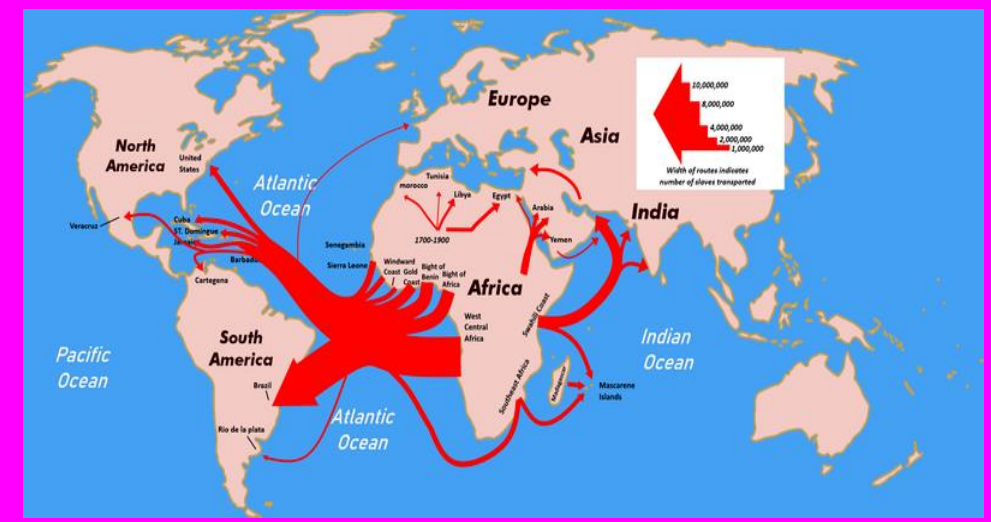 Europe
Asia
North
America
United
States
Atlantic
Ocean
Veracruz
Cuba
ST. Domingue
Jamaica
Barbado
Cartegena
Tunisia
morocco
Libya
Egypt
Arabia
India
Yemen
1700-1900
Senegambia
Sierra Leone
Windward
Coast
Gold
Coast
Bight of
Benin
Bight of
Africa
Africa
West
Central
Africa
Swahili Coast
Southeast Africa
Madagascar
Mascarene
Islands
Indian
Ocean
Pacific
Ocean
South
America
Brazil
Rio de la plata
Atlantic
Ocean
10,000,000
8,000,000
4,000,000
2,000,000
1,000,000
Width of routes indicates
number of slaves transported